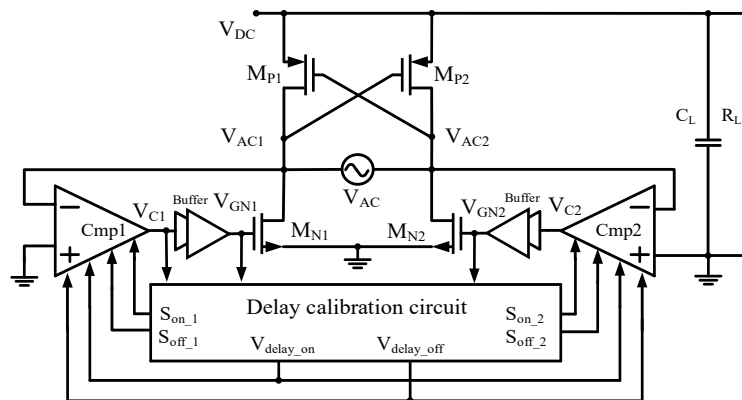 V_DC
M_P1
M_P2
V_AC1
V_AC2
C_L
R_L
V_AC
Cmp1
V_C1
Buffer
V_GN1
M_N1
M_N2
V_GN2
Buffer
V_C2
Cmp2
Delay calibration circuit
S_on_1
S_off_1
S_on_2
S_off_2
V_delay_on
V_delay_off